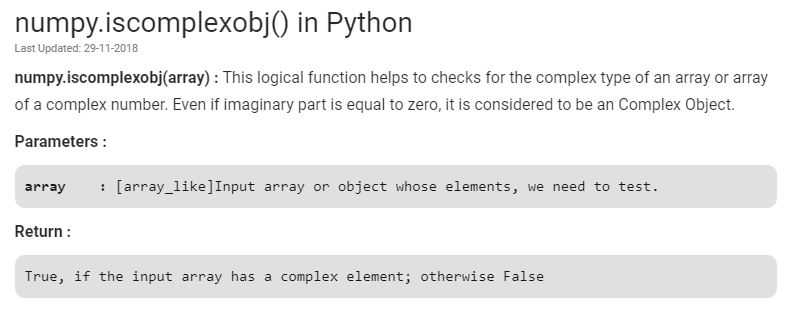 numpy.iscomplexobj() in Python
Last Updated: 29-11-2018
numpy.iscomplexobj(array) : This logical function helps to checks for the complex type of an array or array
of a complex number. Even if imaginary part is equal to zero, it is considered to be an Complex Object.
Parameters :
array    : [array_like]Input array or object whose elements, we need to test.
Return :
True, if the input array has a complex element; otherwise False